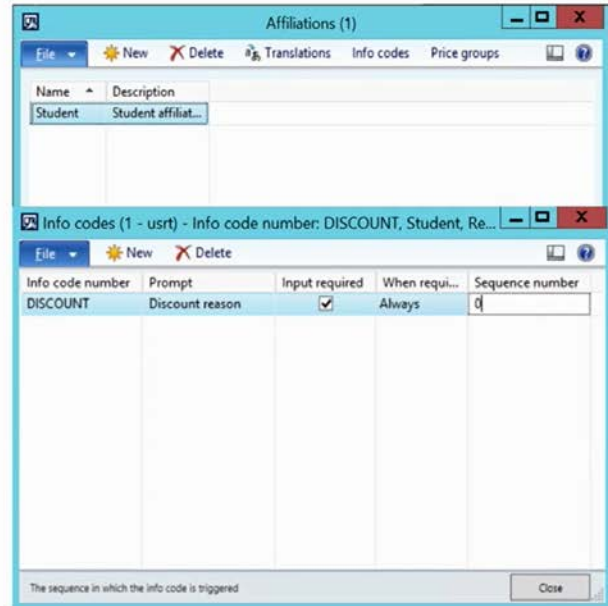 Affiliations (1)
File New Delete Translations Info codes Price groups
Name Description
Student Student affiliat...
Info codes (1 - usrt) - Info code number: DISCOUNT, Student, Re...
File New Delete
Info code number Prompt Input required When requi... Sequence number
DISCOUNT Discount reason Always 0
The sequence in which the info code is triggered Close